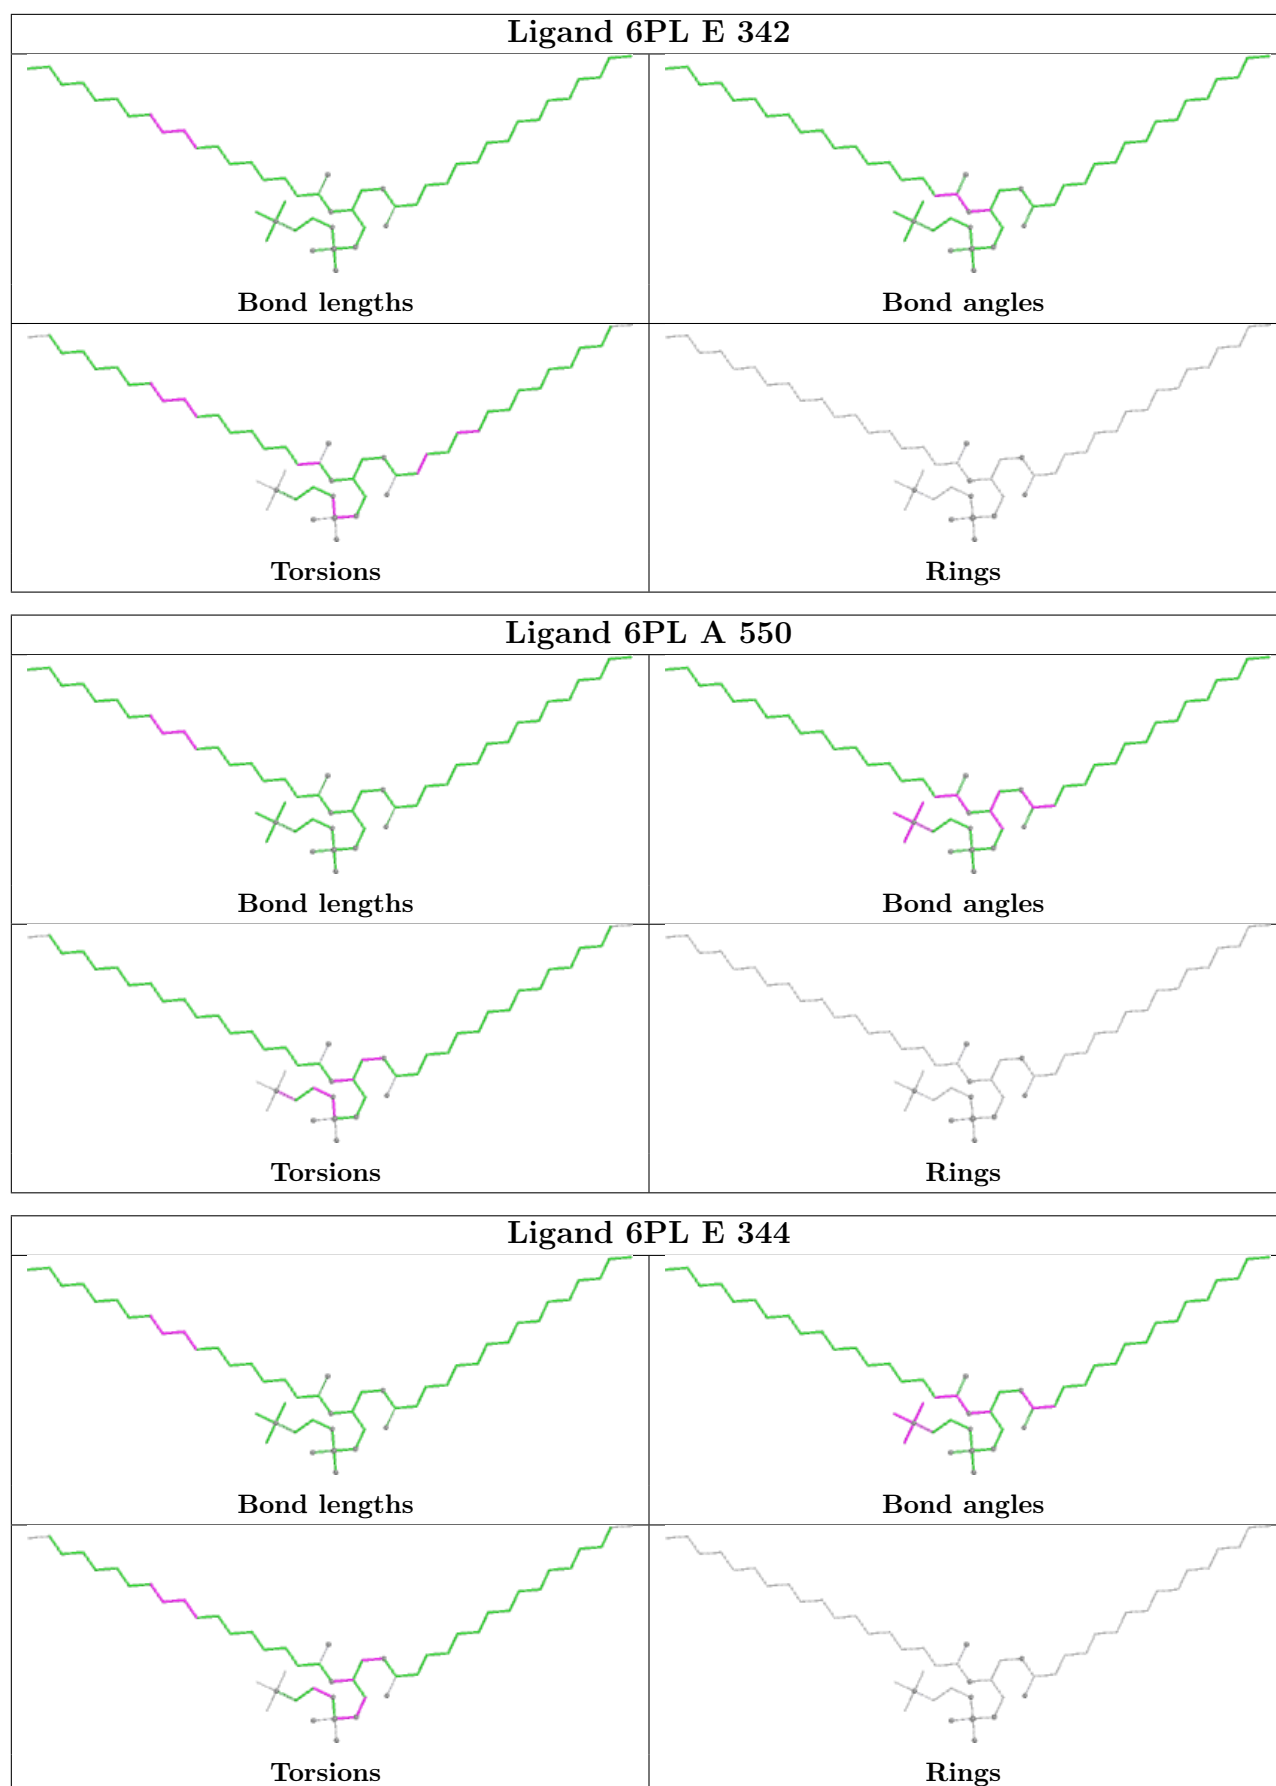 Ligand 6PL E 342
Bond lengths
Bond angles
Torsions
Rings
Ligand 6PL A 550
Bond lengths
Bond angles
Torsions
Rings
Ligand 6PL E 344
Bond lengths
Bond angles
Torsions
Rings